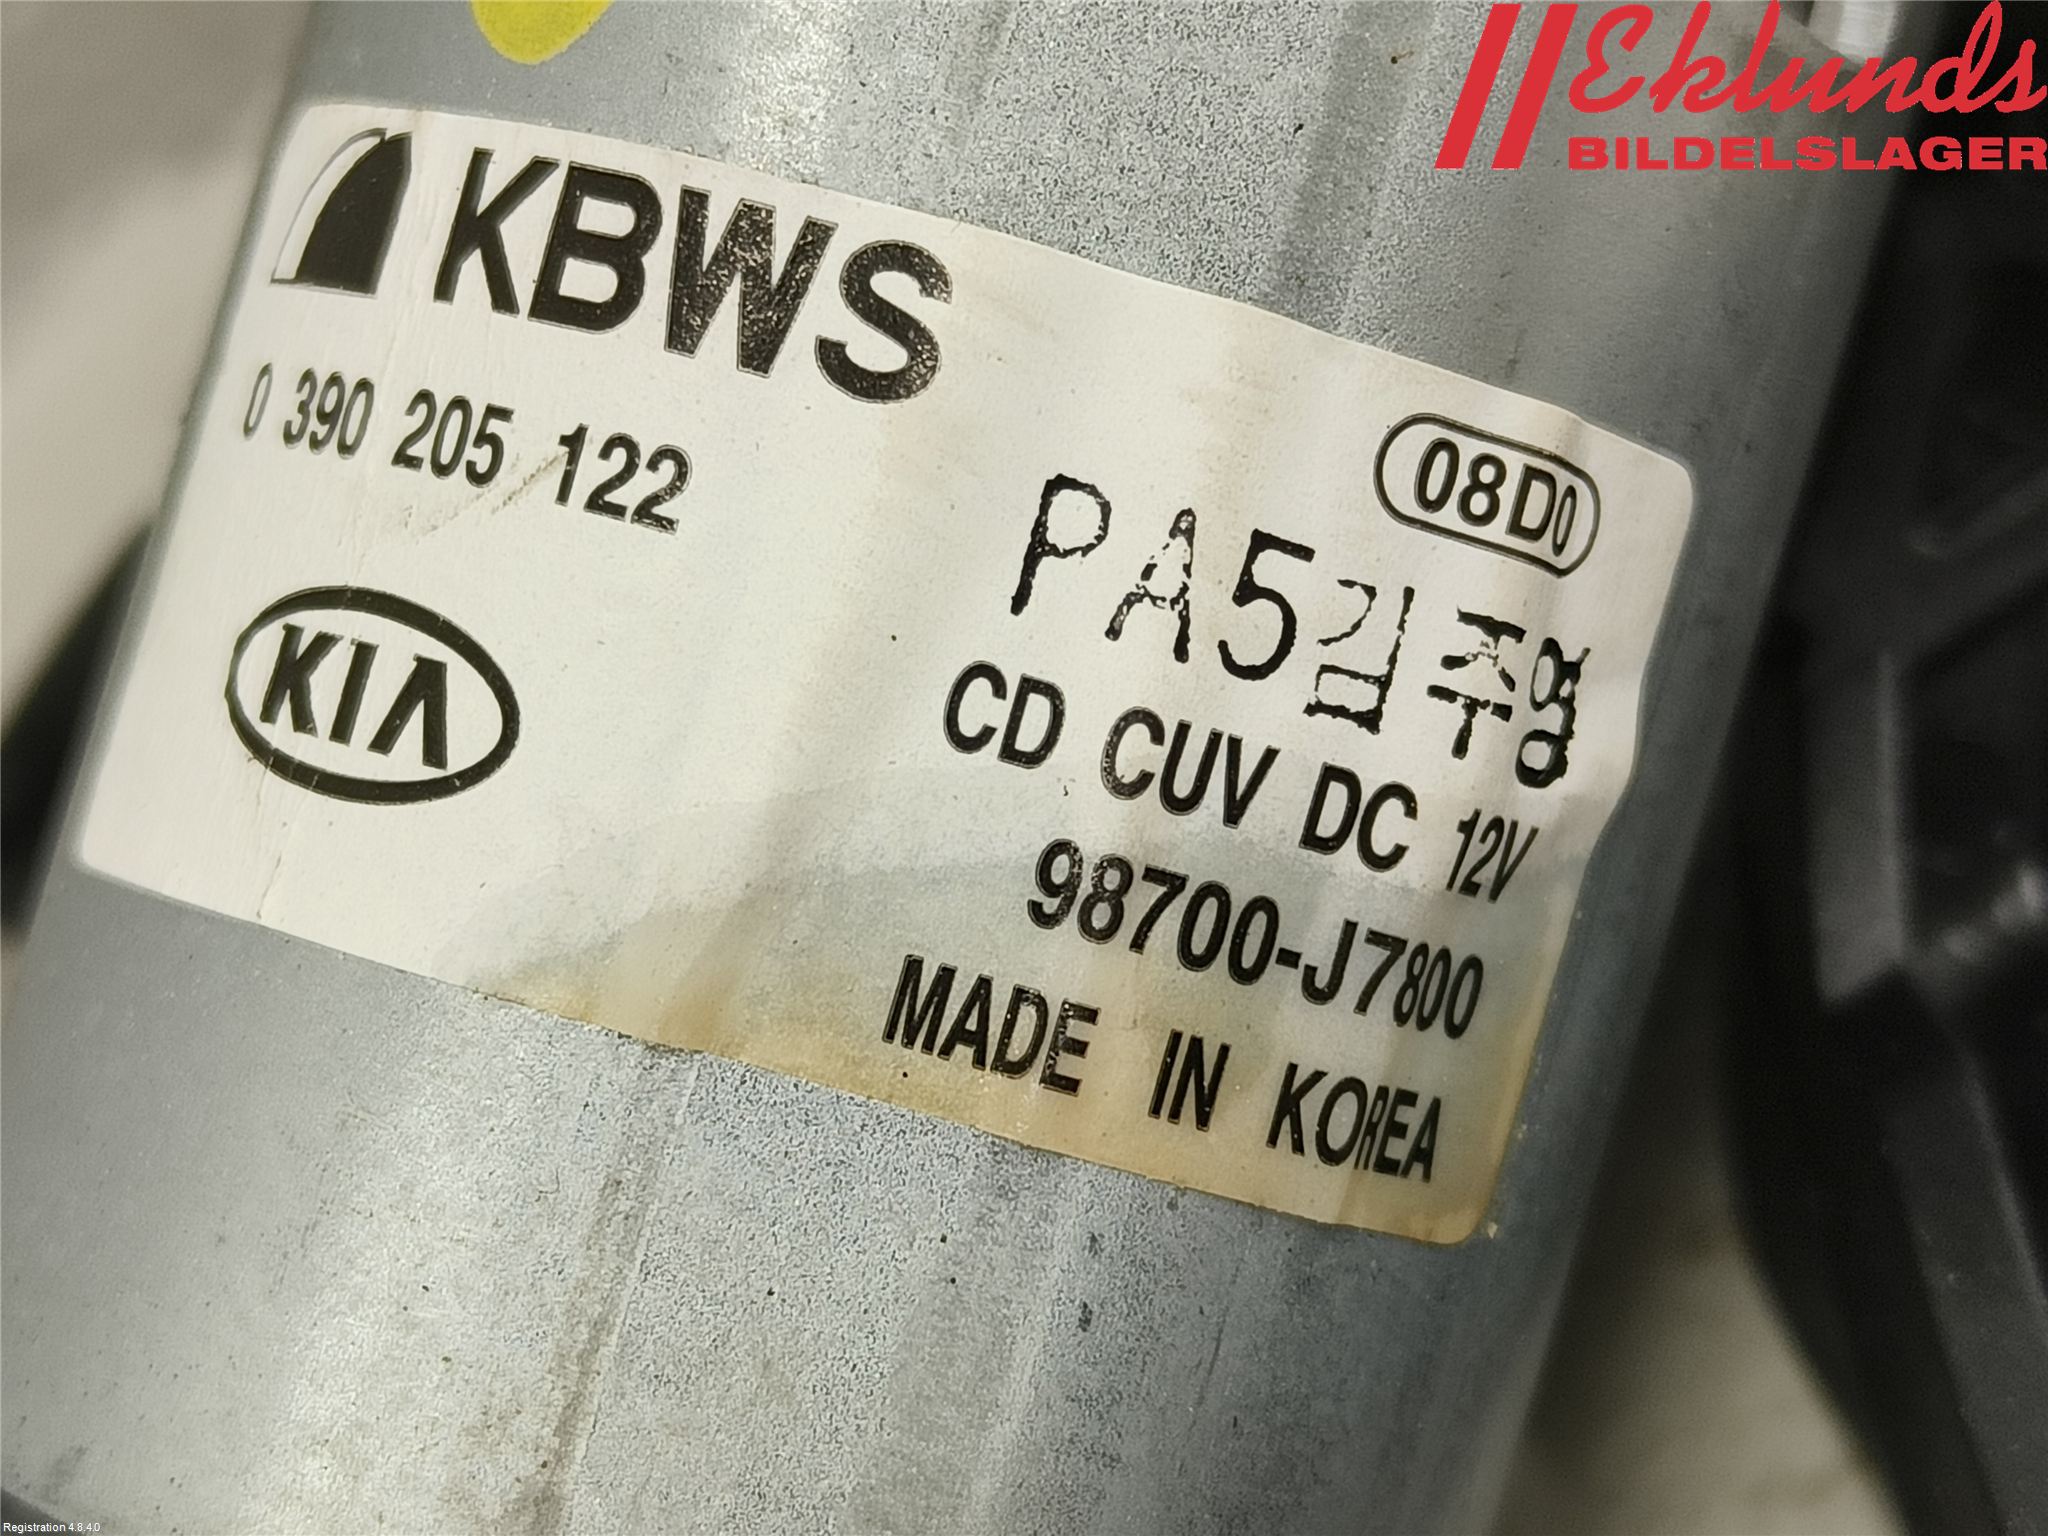 Eklunds
BILDELSLAGER
KBWS
0 390 205 122
08D0
PA5김주용
KIA
CD CUV DC 12V
98700-J7800
MADE IN KOREA
Registration 4.8.4.0